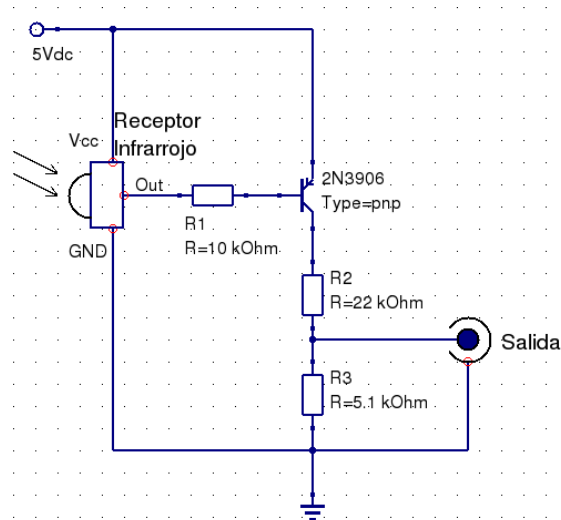 5Vdc
Receptor
Infrarrojo
Vcc
Out
GND
R1
R=10 kOhm
2N3906
Type=pnp
R2
R=22 kOhm
Salida
R3
R=5.1 kOhm